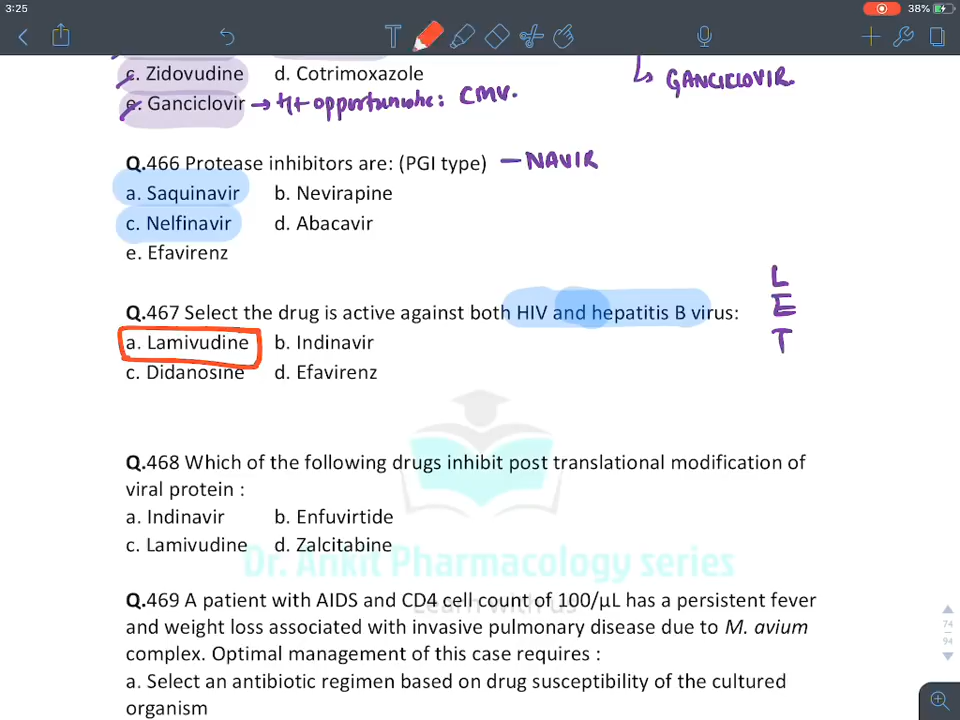 3:25
38%
c. Zidovudine d. Cotrimoxazole
GANCICLOVIR
e. Ganciclovir → opportunistic: CMV.
Q.466 Protease inhibitors are: (PGI type) – NAVIR
a. Saquinavir b. Nevirapine
c. Nelfinavir d. Abacavir
e. Efavirenz
Q.467 Select the drug is active against both HIV and hepatitis B virus:
L
E
T
a. Lamivudine b. Indinavir
c. Didanosine d. Efavirenz
Q.468 Which of the following drugs inhibit post translational modification of
viral protein :
a. Indinavir b. Enfuvirtide
c. Lamivudine d. Zalcitabine
Dr. Ankit Pharmacology series
Learn with us
Q.469 A patient with AIDS and CD4 cell count of 100/µL has a persistent fever
and weight loss associated with invasive pulmonary disease due to M. avium
complex. Optimal management of this case requires :
a. Select an antibiotic regimen based on drug susceptibility of the cultured
organism
74
94